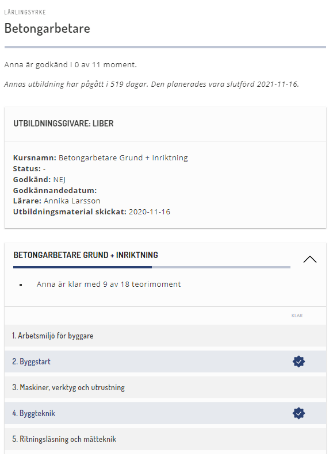 LÄRLINGSYRKE
Betongarbetare
Anna är godkänd i 0 av 11 moment.
Annas utbildning har pågått i 519 dagar. Den planerades vara slutförd 2021-11-16.
UTBILDNINGSGIVARE: LIBER
Kursnamn: Betongarbetare Grund + Inriktning
Status: -
Godkänd: NEJ
Godkännandedatum:
Lärare: Annika Larsson
Utbildningsmaterial skickat: 2020-11-16
BETONGARBETARE GRUND + INRIKTNING
Anna är klar med 9 av 18 teorimoment
KLAR
1. Arbetsmiljö för byggare
2. Byggstart
3. Maskiner, verktyg och utrustning
4. Byggteknik
5. Ritningsläsning och mätteknik